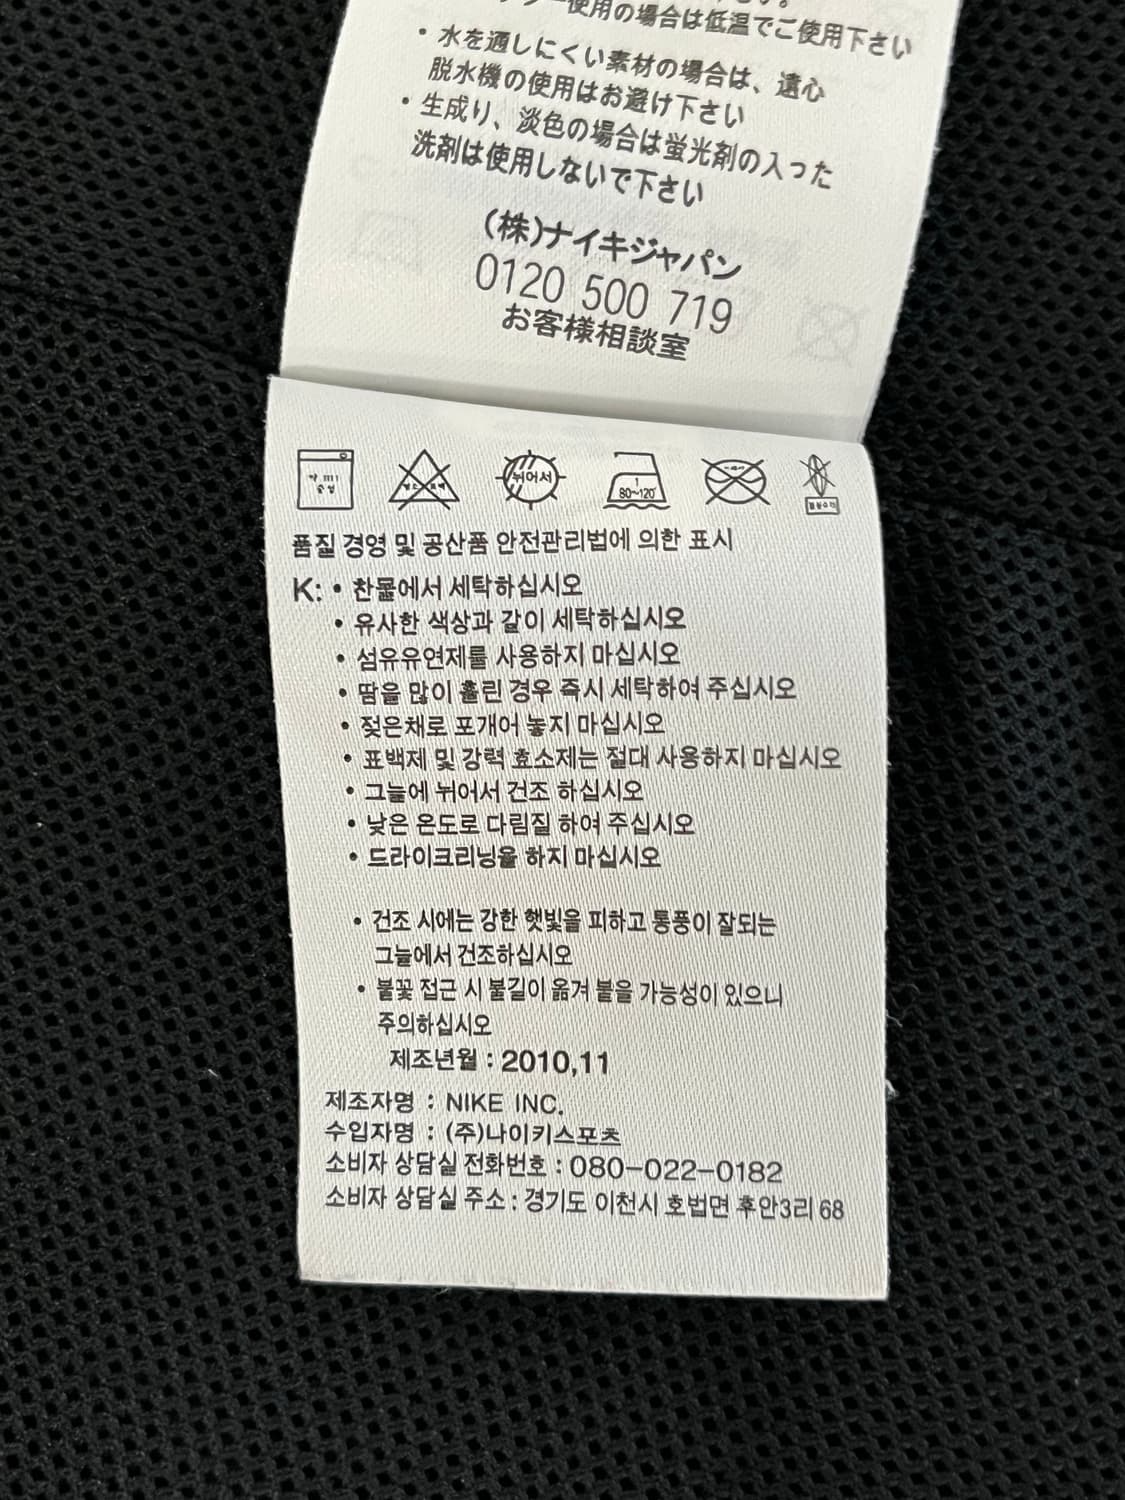 使用の場合は低温でご使用下さい
・水を通しにくい素材の場合は、遠心
脱水機の使用はお避け下さい
・生成り、淡色の場合は蛍光剤の入った
洗剤は使用しないで下さい
(株)ナイキジャパン
0120 500 719
お客様相談室
뉘어서 1 80~120
품질 경영 및 공산품 안전관리법에 의한 표시
K: • 찬물에서 세탁하십시오
• 유사한 색상과 같이 세탁하십시오
• 섬유유연제를 사용하지 마십시오
• 땀을 많이 흘린 경우 즉시 세탁하여 주십시오
• 젖은채로 포개어 놓지 마십시오
• 표백제 및 강력 효소제는 절대 사용하지 마십시오
• 그늘에 뉘어서 건조 하십시오
• 낮은 온도로 다림질 하여 주십시오
• 드라이크리닝을 하지 마십시오
• 건조 시에는 강한 햇빛을 피하고 통풍이 잘되는
그늘에서 건조하십시오
• 불꽃 접근 시 불길이 옮겨 붙을 가능성이 있으니
주의하십시오
제조년월 : 2010,11
제조자명 : NIKE INC.
수입자명 : (주)나이키스포츠
소비자 상담실 전화번호 : 080-022-0182
소비자 상담실 주소 : 경기도 이천시 호법면 후안3리 68